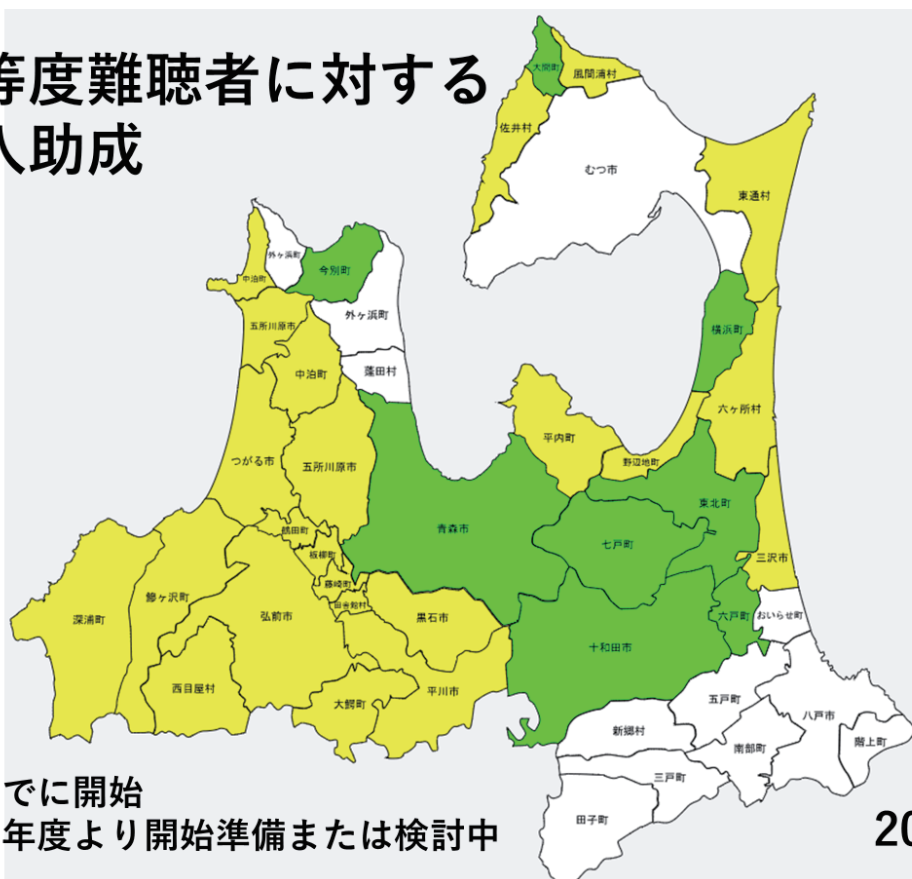 等度難聴者に対する
入助成
大間町
風間浦村
佐井村
むつ市
東通村
外ヶ浜町
今別町
中泊町
外ヶ浜町
五所川原市
横浜町
蓬田村
中泊町
六ヶ所村
平内町
つがる市
五所川原市
野辺地町
東北町
青森市
鶴田町
七戸町
板柳町
三沢市
藤崎町
田舎館村
鰺ヶ沢町
深浦町
弘前市
黒石市
六戸町
おいらせ町
十和田市
西目屋村
平川市
大鰐町
五戸町
八戸市
新郷村
南部町
階上町
三戸町
田子町
でに開始
年度より開始準備または検討中
20